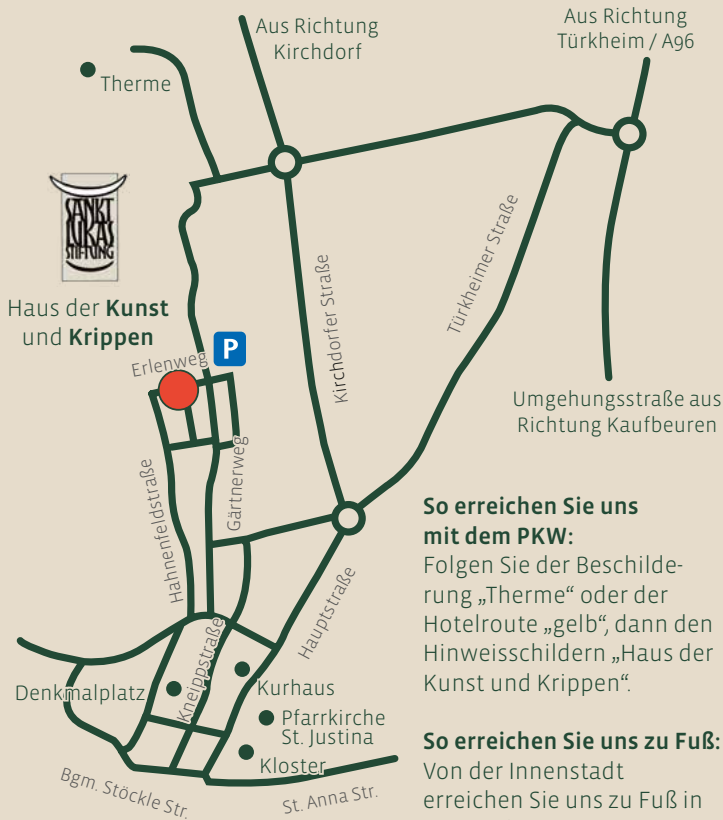 Aus Richtung
Kirchdorf
Aus Richtung
Türkheim / A96
Therme
SANKT
LUKAS
STIFTUNG
Haus der Kunst
und Krippen
Erlenweg
P
Kirchdorfer Straße
Türkheimer Straße
Umgehungsstraße aus
Richtung Kaufbeuren
Hahnenfeldstraße
Gärtnerweg
Hauptstraße
Kneippstraße
Denkmalplatz
Kurhaus
Pfarrkirche
St. Justina
Kloster
Bgm. Stöckle Str.
St. Anna Str.
So erreichen Sie uns
mit dem PKW:
Folgen Sie der Beschilde-
rung „Therme“ oder der
Hotelroute „gelb“, dann den
Hinweisschildern „Haus der
Kunst und Krippen“.
So erreichen Sie uns zu Fuß:
Von der Innenstadt
erreichen Sie uns zu Fuß in